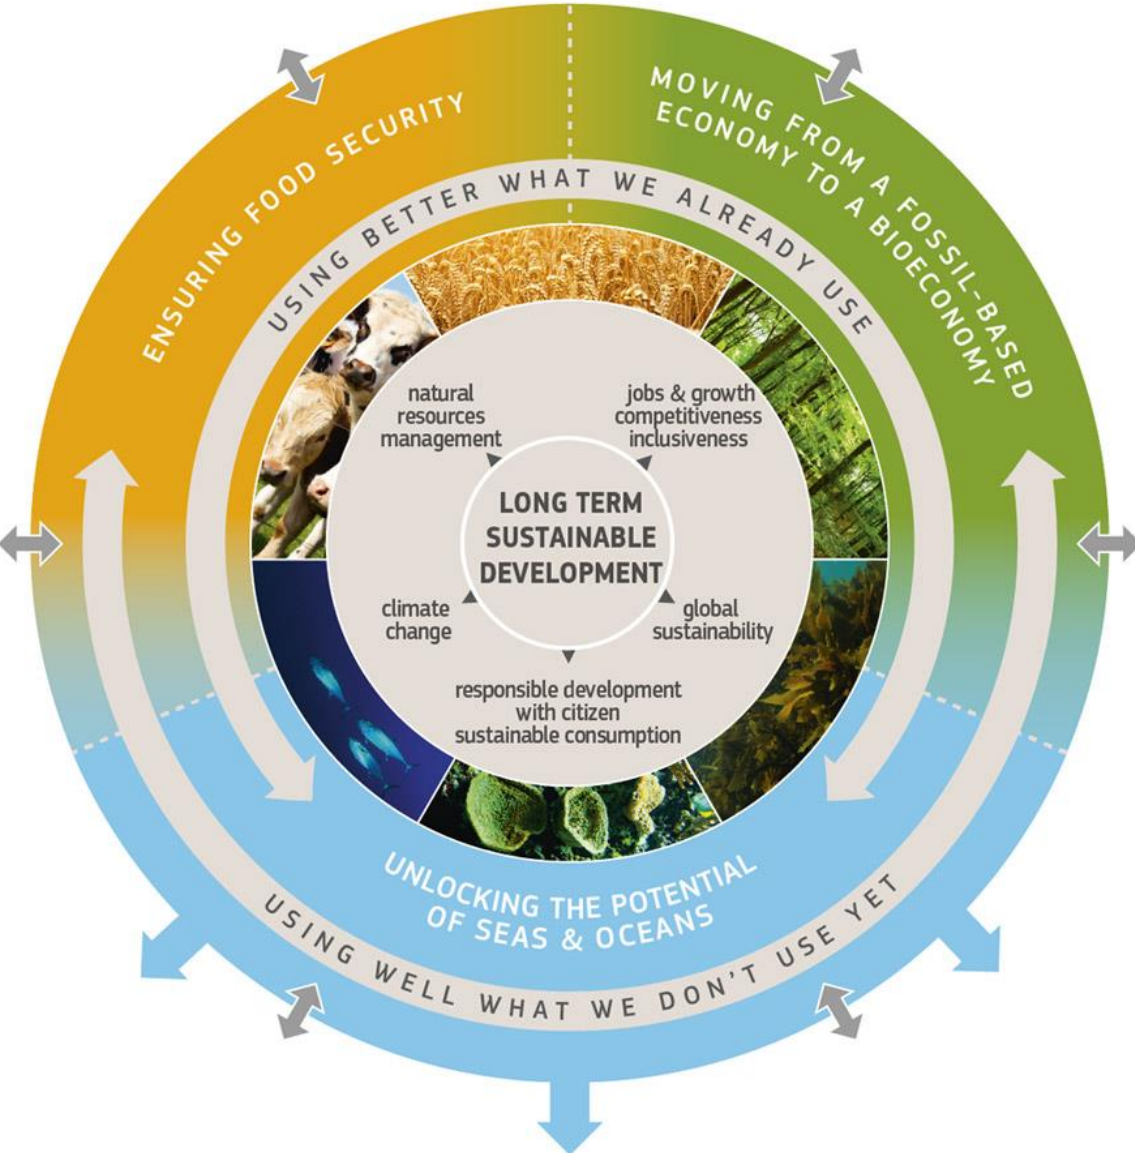 ENSURING FOOD SECURITY
MOVING FROM A FOSSIL-BASED
ECONOMY TO A BIOECONOMY
USING BETTER WHAT WE ALREADY USE
natural
resources
management
jobs & growth
competitiveness
inclusiveness
LONG TERM
SUSTAINABLE
DEVELOPMENT
climate
change
global
sustainability
responsible development
with citizen
sustainable consumption
UNLOCKING THE POTENTIAL
OF SEAS & OCEANS
USING WELL WHAT WE DON'T USE YET